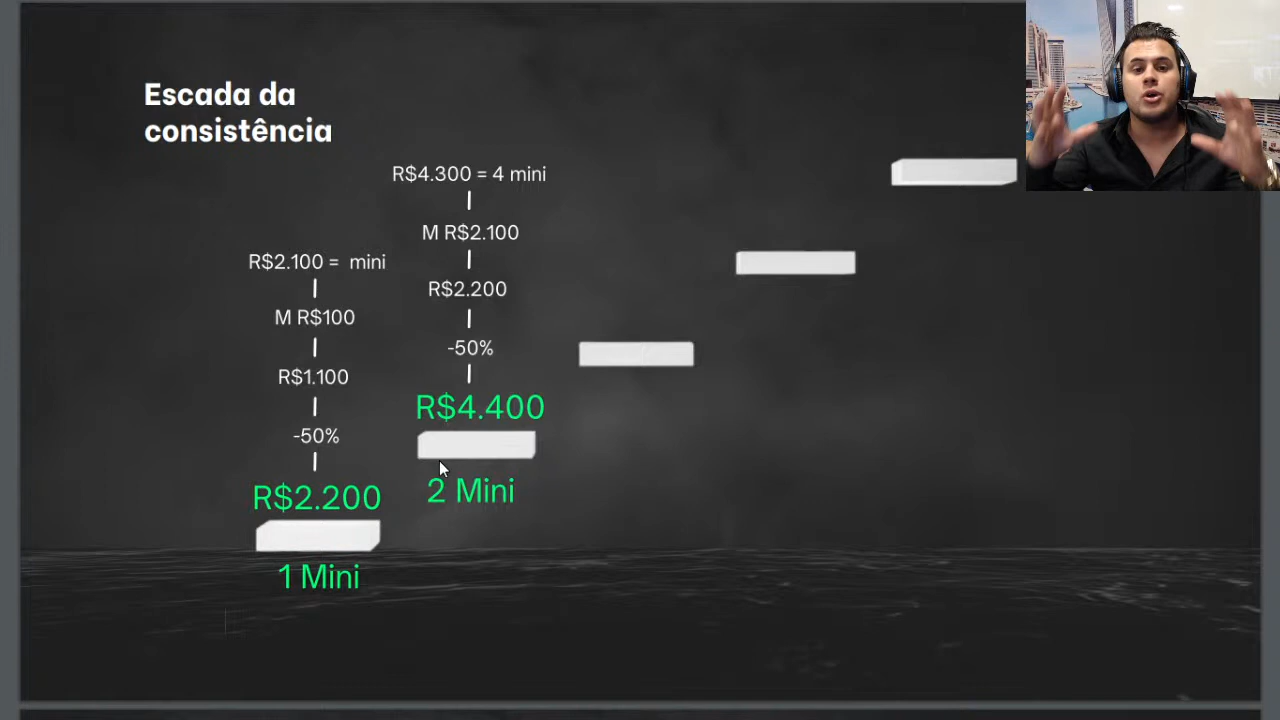 Escada da
consistência
R$4.300 = 4 mini
M R$2.100
R$2.200
-50%
R$4.400
2 Mini
R$2.100 =  mini
M R$100
R$1.100
-50%
R$2.200
1 Mini